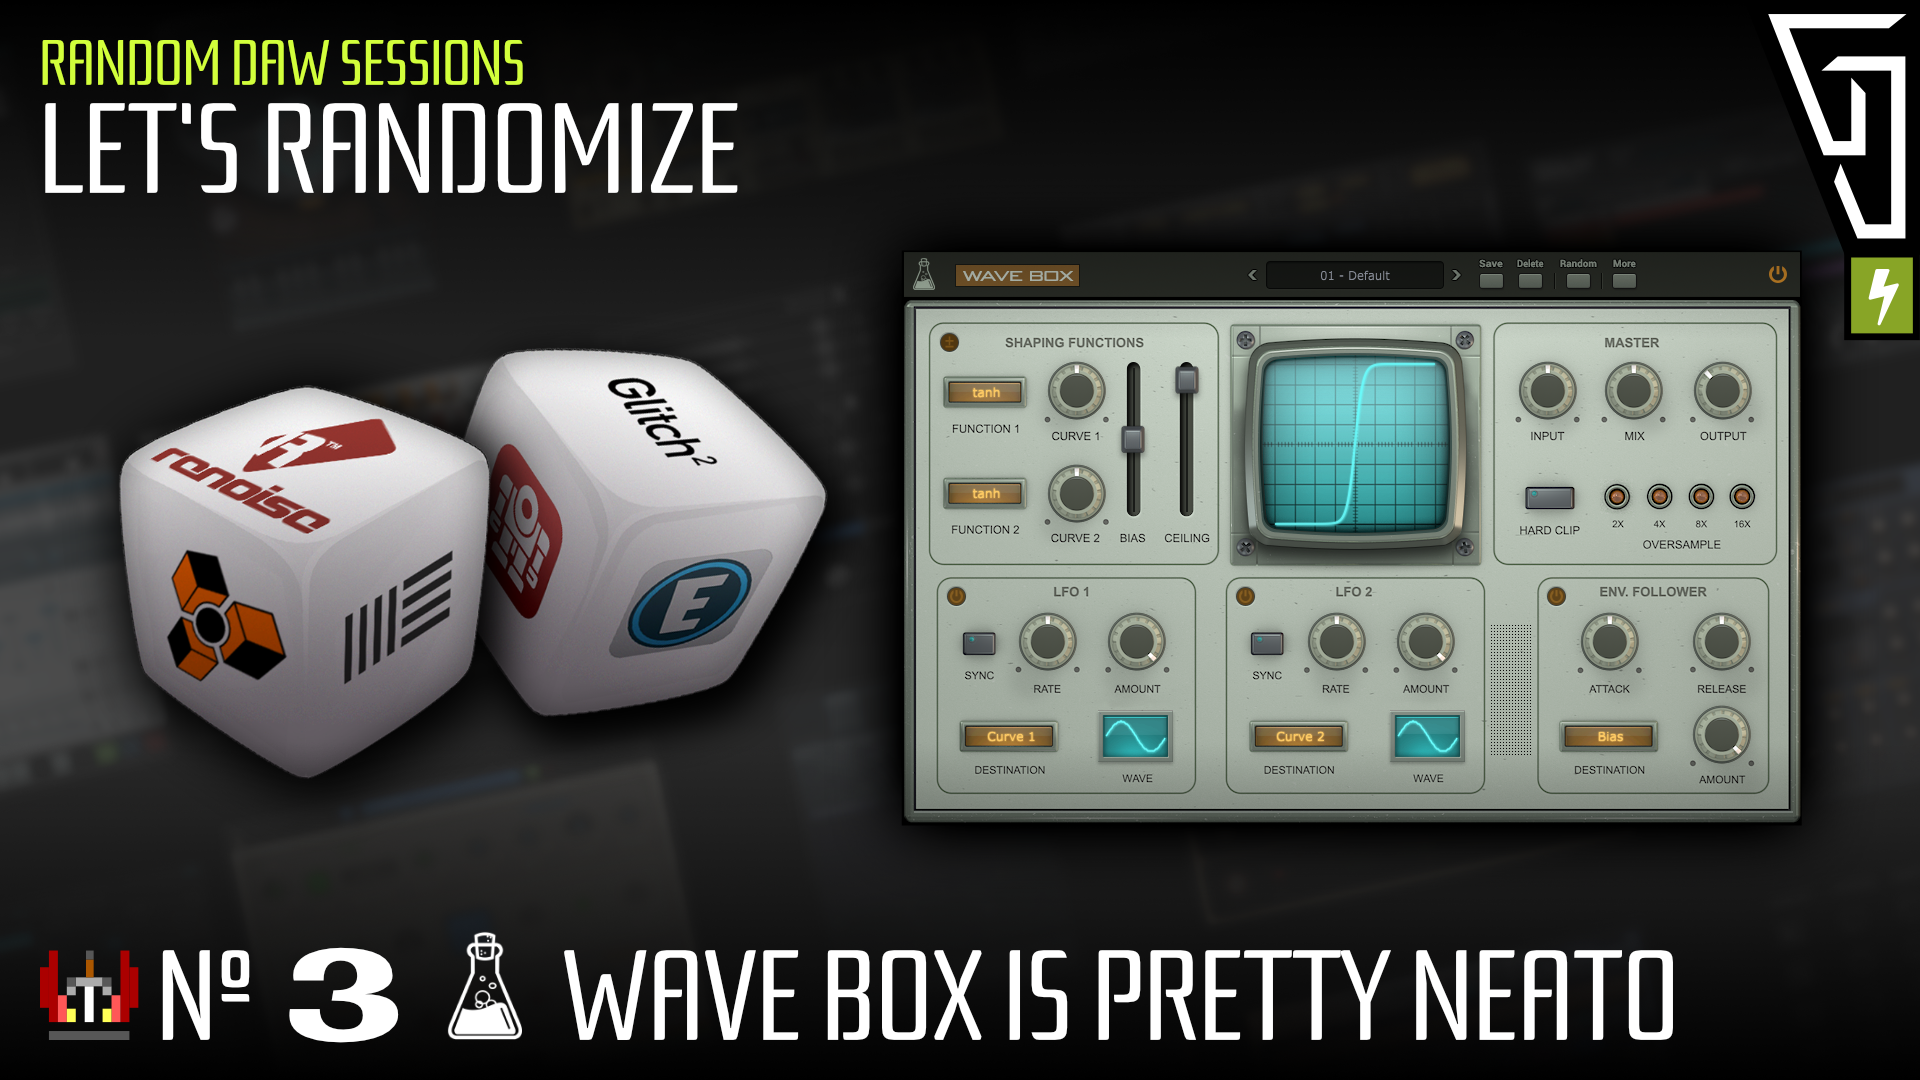 RANDOM DAW SESSIONS
LET'S RANDOMIZE
renoise
R™
Glitch²
E
WAVE BOX
< 01 - Default >
Save Delete Random More
SHAPING FUNCTIONS
tanh
FUNCTION 1
CURVE 1
tanh
FUNCTION 2
CURVE 2 BIAS CEILING
MASTER
INPUT MIX OUTPUT
HARD CLIP
2X 4X 8X 16X
OVERSAMPLE
LFO 1
SYNC RATE AMOUNT
Curve 1
DESTINATION WAVE
LFO 2
SYNC RATE AMOUNT
Curve 2
DESTINATION WAVE
ENV. FOLLOWER
ATTACK RELEASE
Bias
DESTINATION AMOUNT
Nº 3 WAVE BOX IS PRETTY NEATO